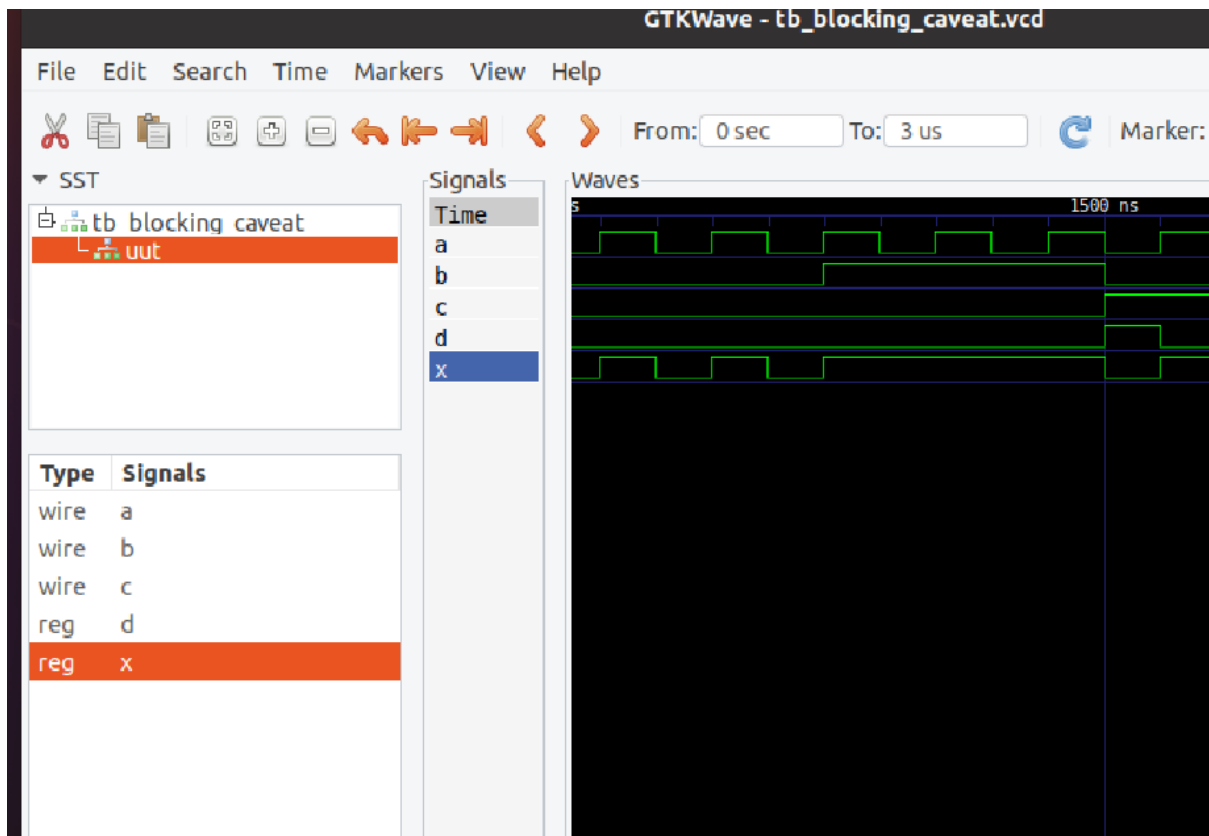 GTKWave - tb_blocking_caveat.vcd
File Edit Search Time Markers View Help
From: 0 sec To: 3 us Marker:
SST
tb_blocking_caveat
uut
Type Signals
wire a
wire b
wire c
reg d
reg x
Signals
Time
a
b
c
d
x
Waves
s 1500 ns